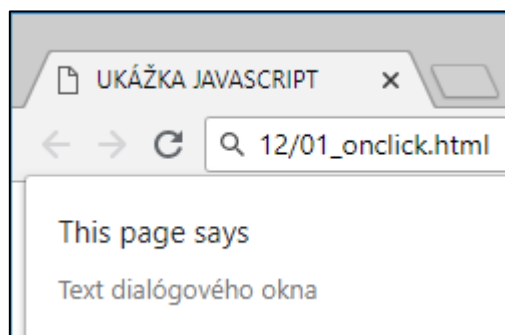 UKÁŽKA JAVASCRIPT
12/01_onclick.html
This page says
Text dialógového okna